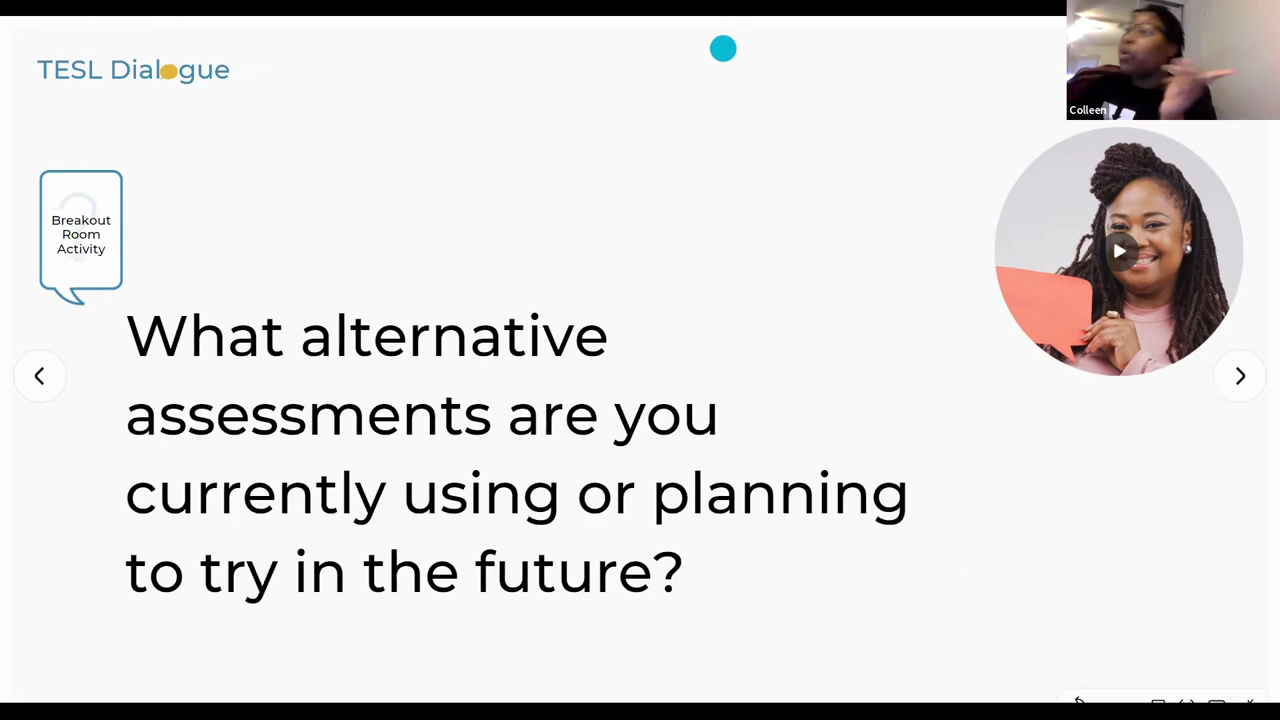 TESL Dialogue
Colleen
Breakout
Room
Activity
What alternative
assessments are you
currently using or planning
to try in the future?